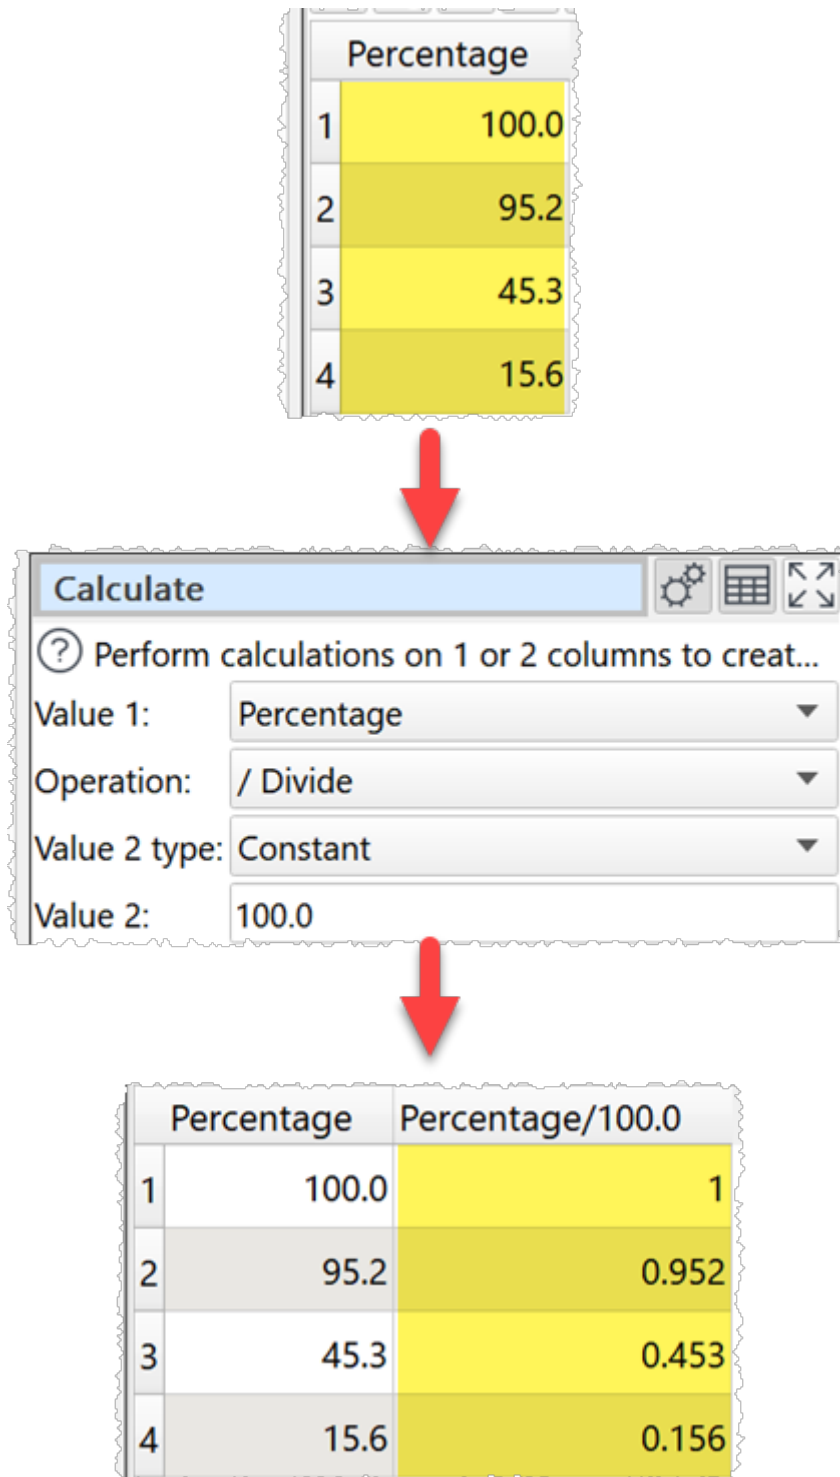 Percentage
1 100.0
2 95.2
3 45.3
4 15.6
Calculate
? Perform calculations on 1 or 2 columns to creat...
Value 1: Percentage
Operation: / Divide
Value 2 type: Constant
Value 2: 100.0
Percentage Percentage/100.0
1 100.0 1
2 95.2 0.952
3 45.3 0.453
4 15.6 0.156